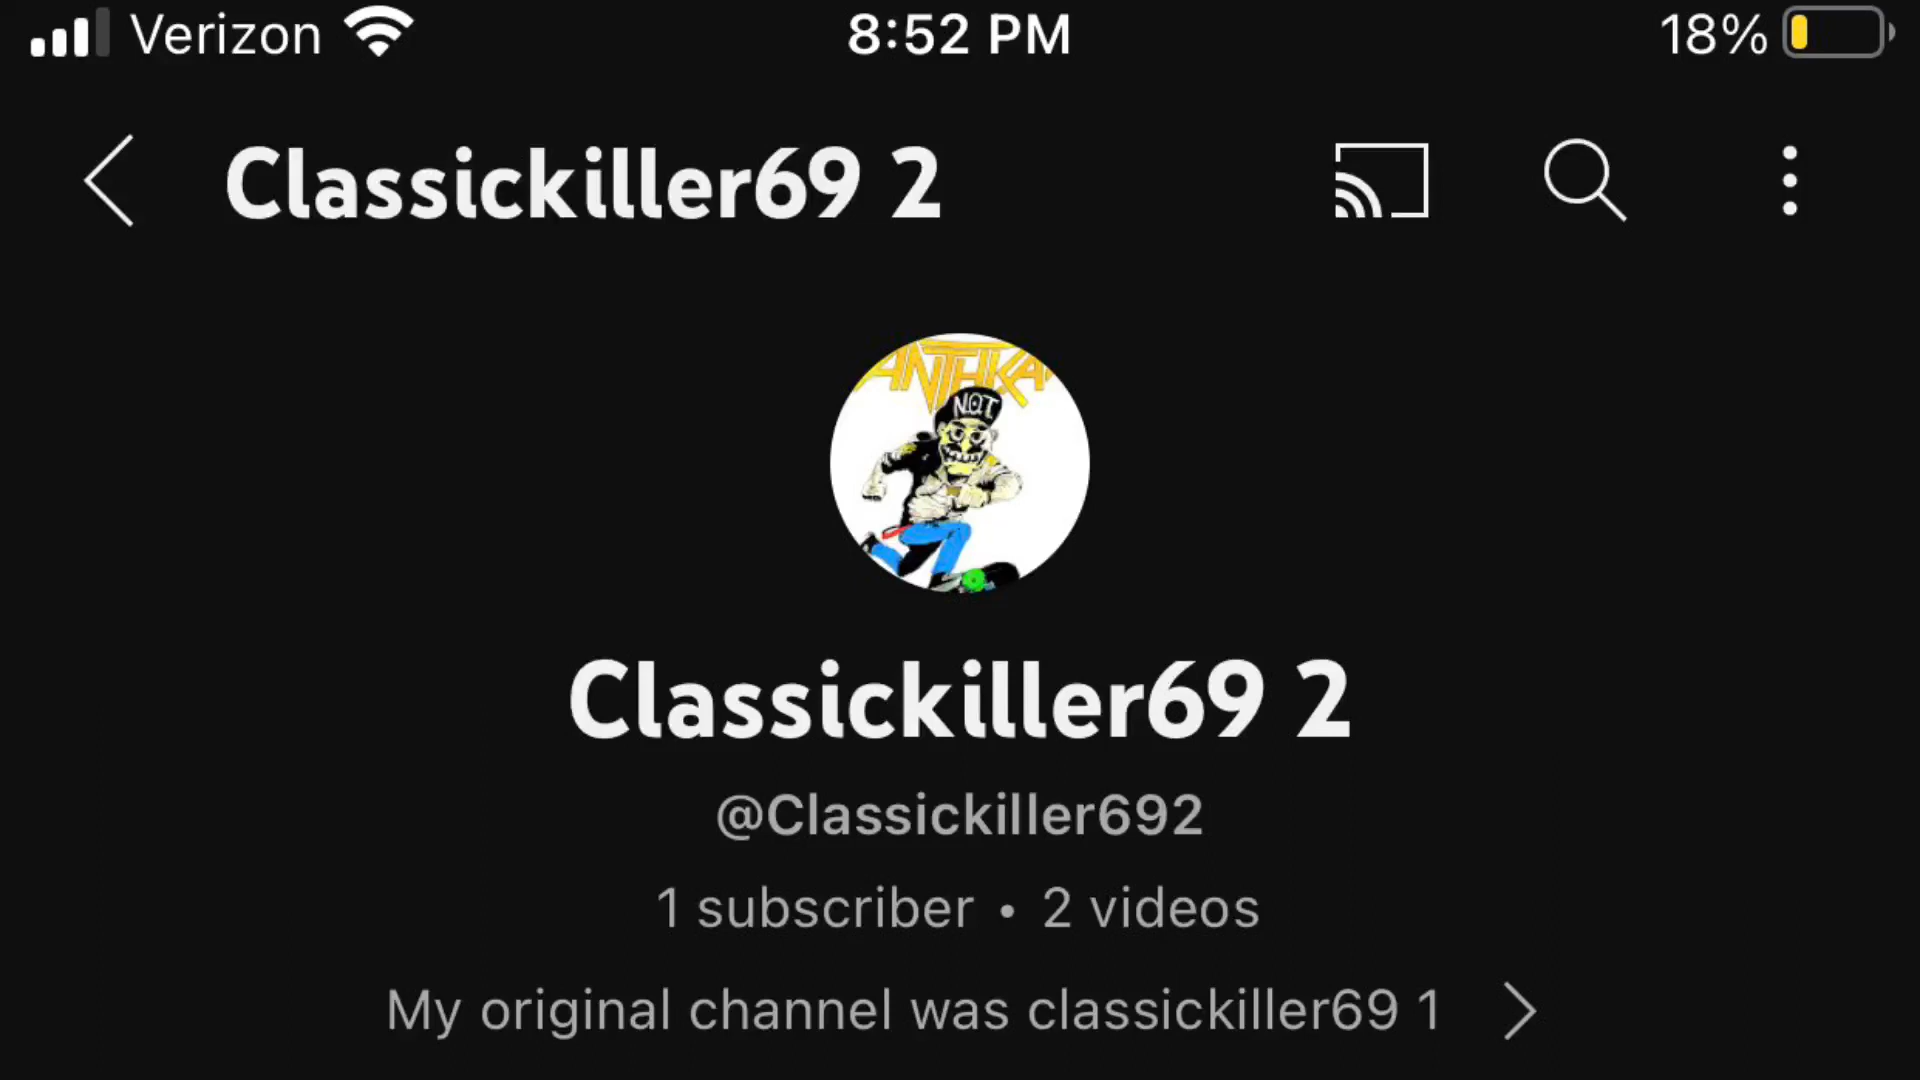 Verizon 8:52 PM 18%
Classickiller69 2
ANTHRA
NOT
Classickiller69 2
@Classickiller692
1 subscriber • 2 videos
My original channel was classickiller69 1